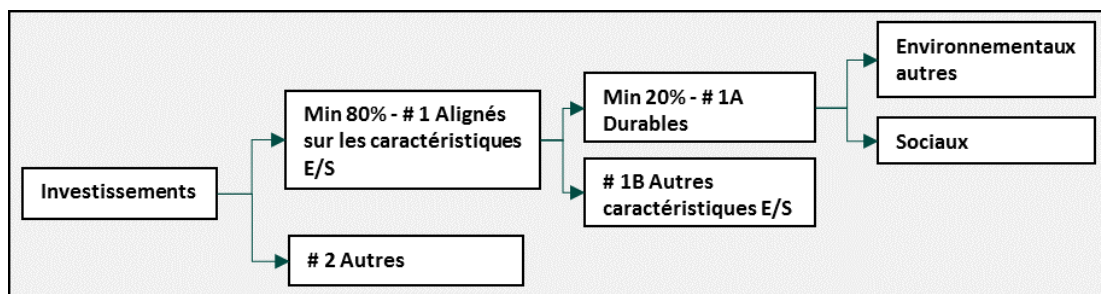 Investissements
Min 80% - # 1 Alignés
sur les caractéristiques
E/S
# 2 Autres
Min 20% - # 1A
Durables
# 1B Autres
caractéristiques E/S
Environnementaux
autres
Sociaux